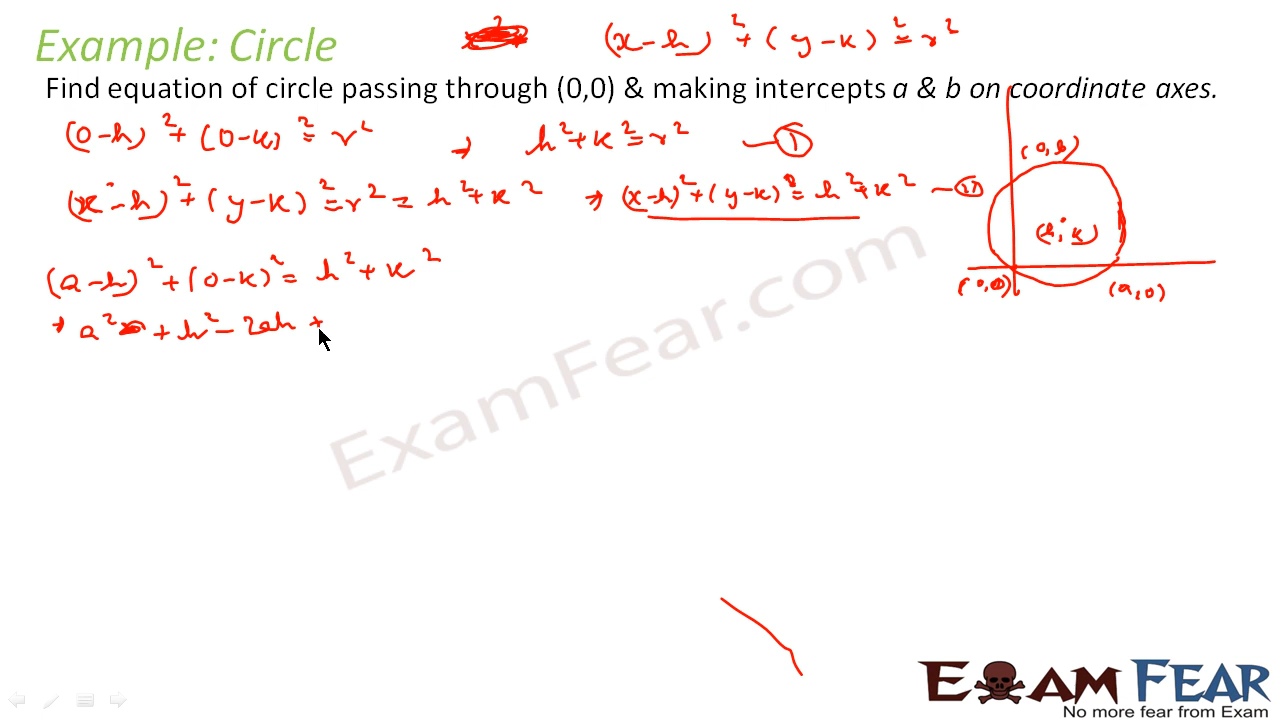 Example: Circle
(x-h)² + (y-k)² = r²
Find equation of circle passing through (0,0) & making intercepts a & b on coordinate axes.
(0-h)² + (0-k)² = r² → h² + k² = r² — ①
(x-h)² + (y-k)² = r² = h² + k² → (x-h)² + (y-k)² = h² + k² — ②
(a-h)² + (0-k)² = h² + k²
→ a² + h² - 2ah +
(0,b)
(h,k)
(0,0) (a,0)
ExamFear.com
EXAM FEAR
No more fear from Exam